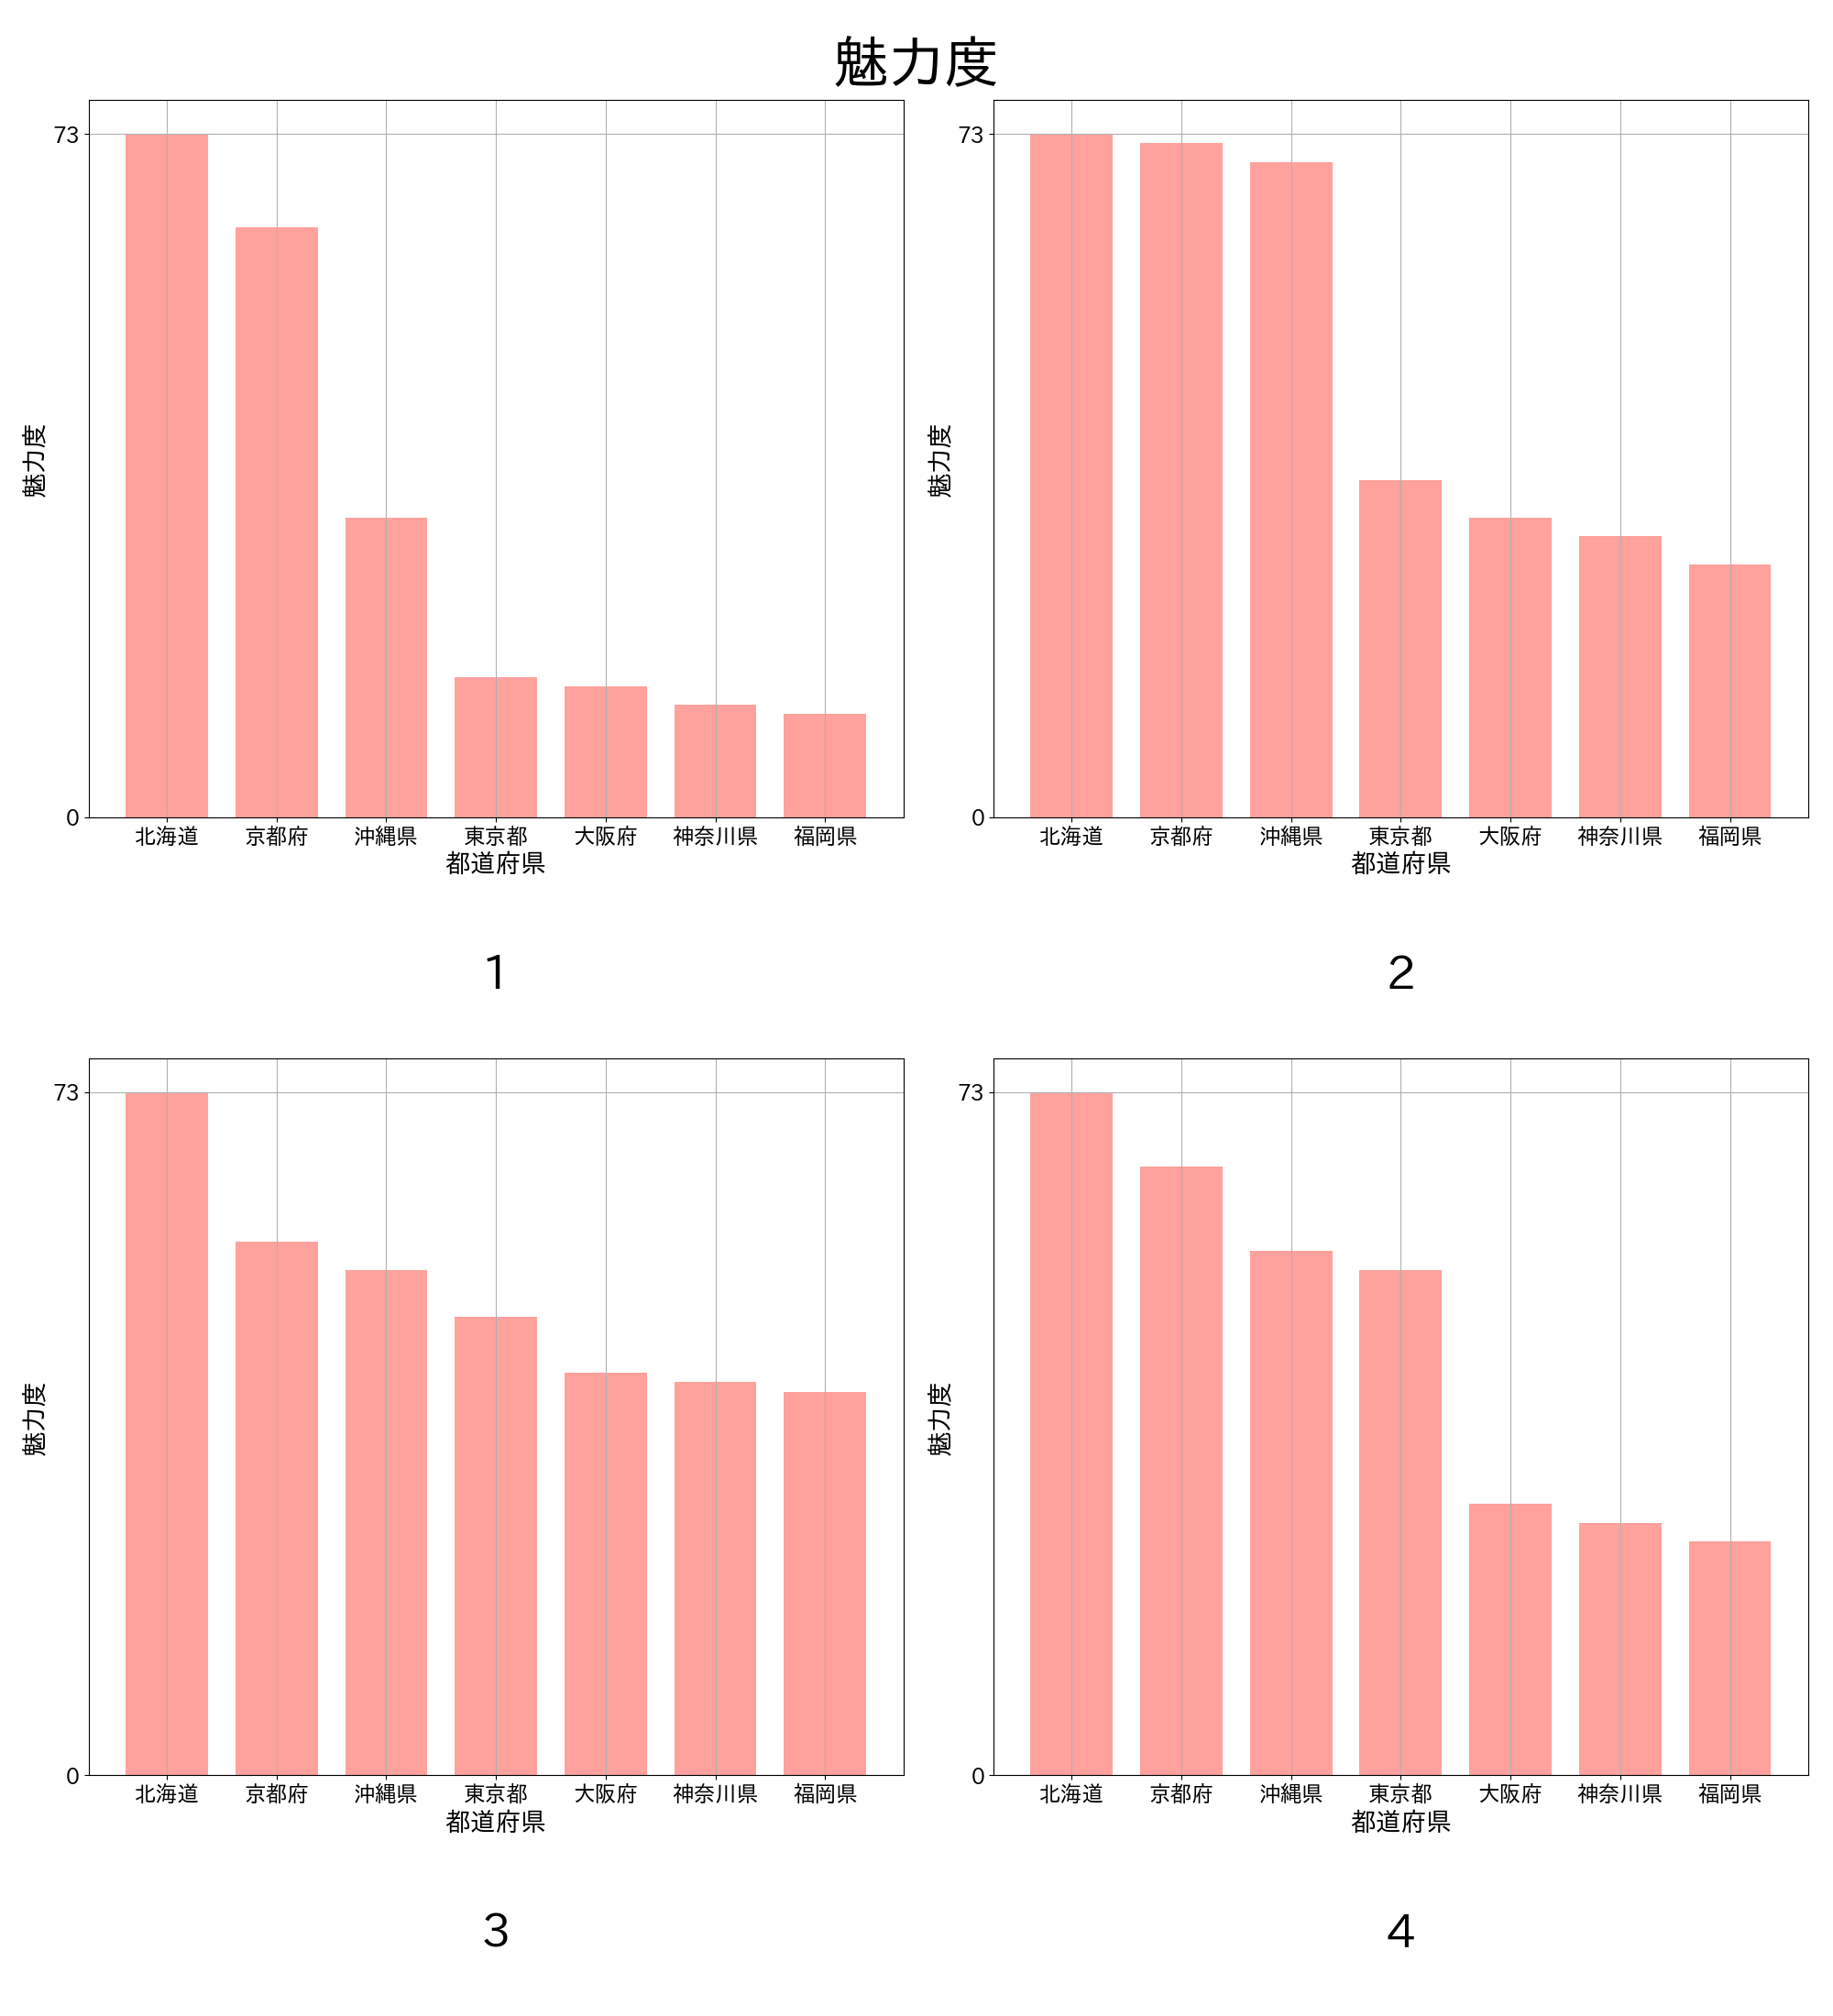 魅力度
73
0
魅力度
北海道 京都府 沖縄県 東京都 大阪府 神奈川県 福岡県
都道府県
1
73
0
魅力度
北海道 京都府 沖縄県 東京都 大阪府 神奈川県 福岡県
都道府県
2
73
0
魅力度
北海道 京都府 沖縄県 東京都 大阪府 神奈川県 福岡県
都道府県
3
73
0
魅力度
北海道 京都府 沖縄県 東京都 大阪府 神奈川県 福岡県
都道府県
4